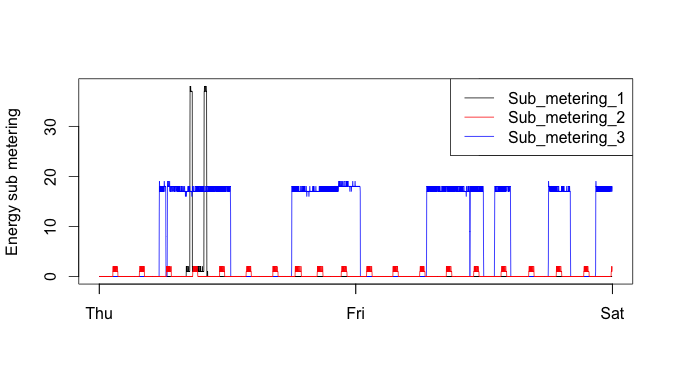 Energy sub metering
30
20
10
0
Sub_metering_1
Sub_metering_2
Sub_metering_3
Thu
Fri
Sat